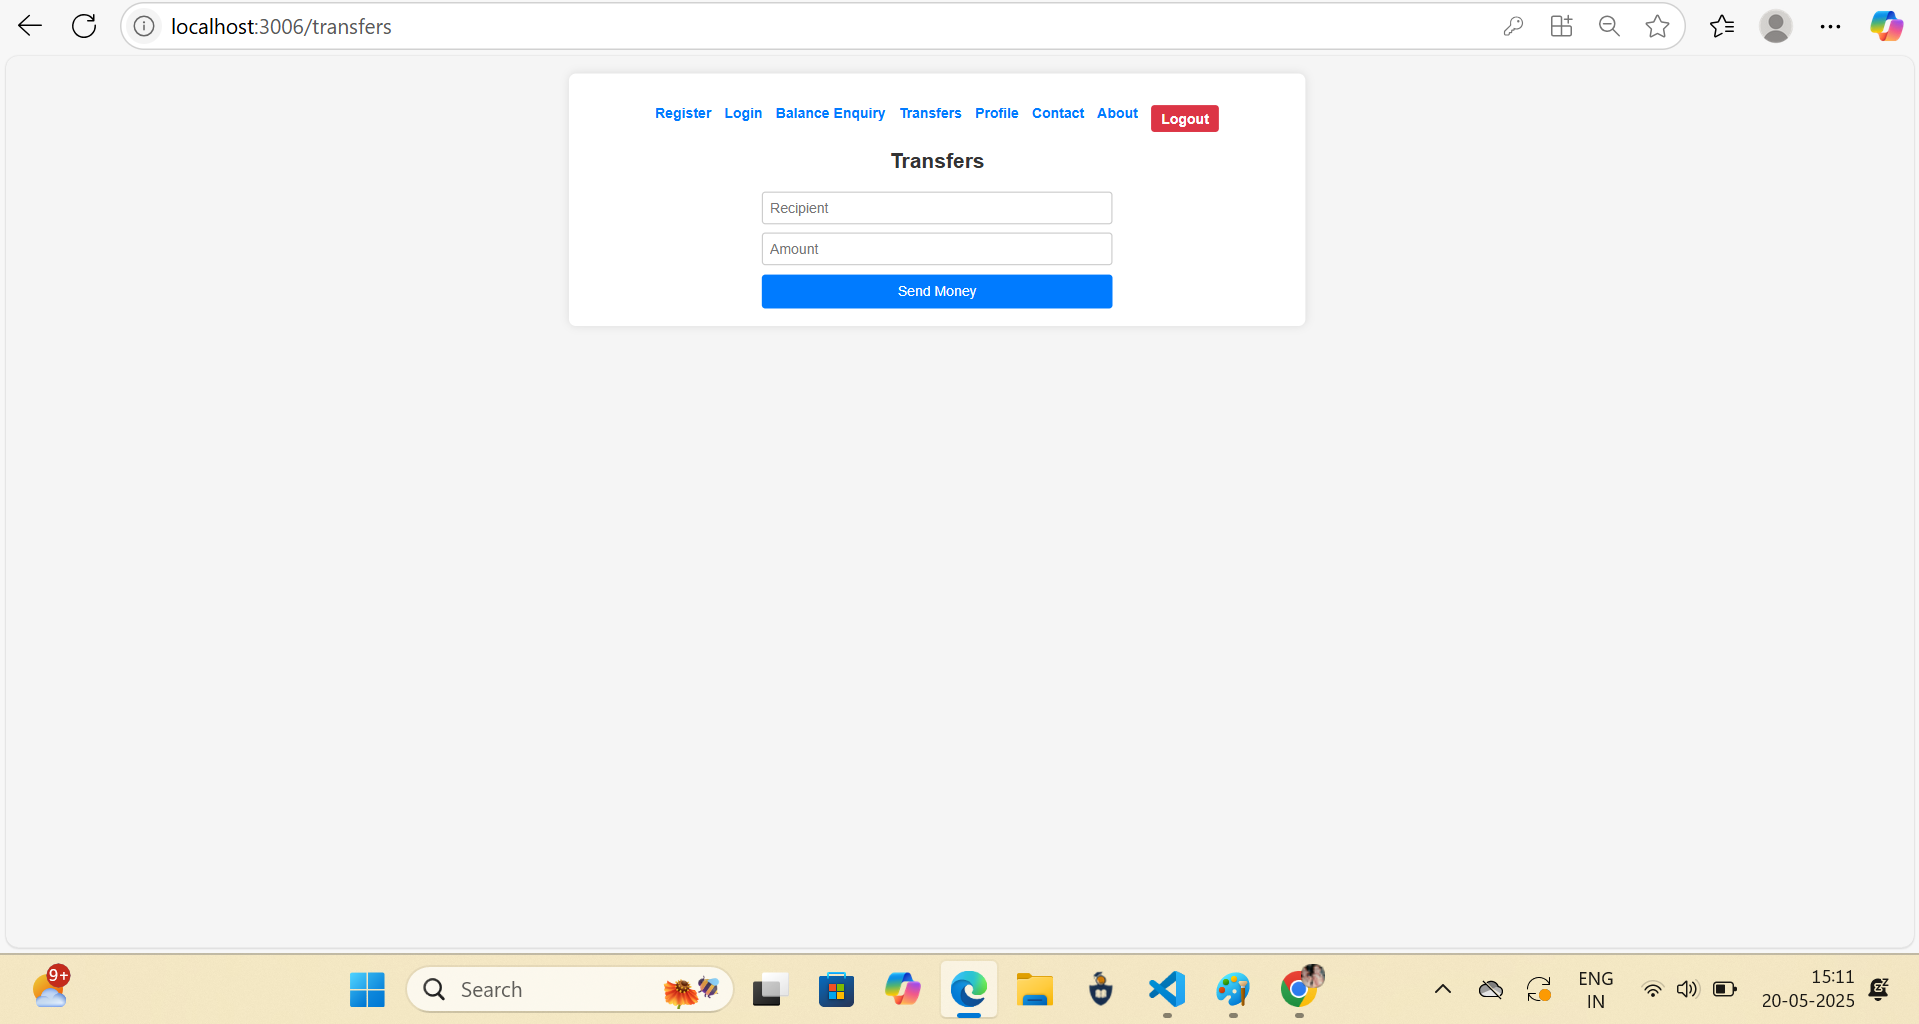 localhost:3006/transfers
Register Login Balance Enquiry Transfers Profile Contact About Logout
Transfers
Recipient
Amount
Send Money
9+
Search
ENG
IN
15:11
20-05-2025